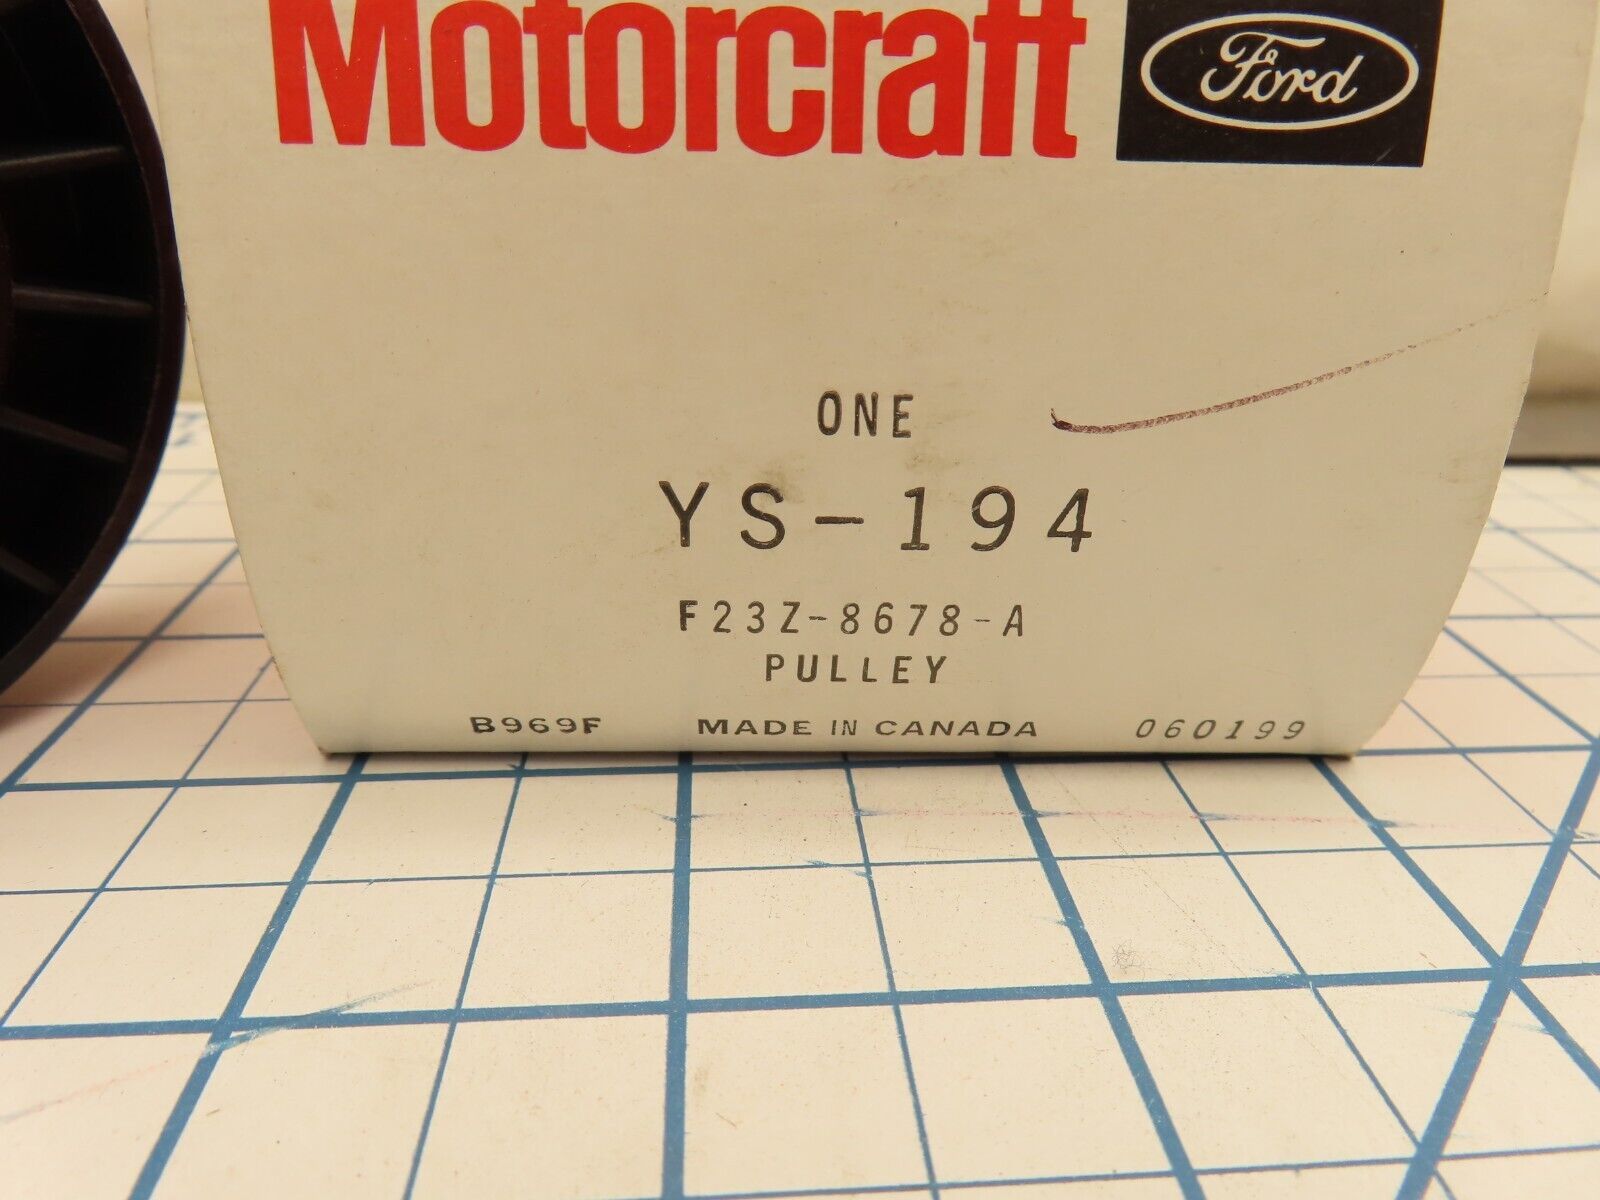 Motorcraft Ford
ONE
YS-194
F23Z-8678-A
PULLEY
B969F MADE IN CANADA 060199